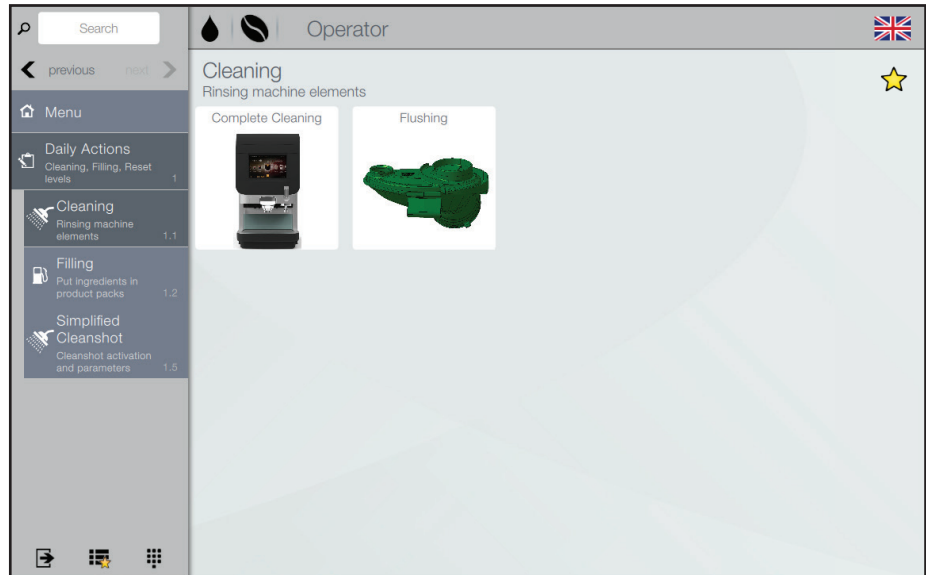 Search
previous
next
Menu
Daily Actions
Cleaning, Filling, Reset
levels
1
Cleaning
Rinsing machine
elements
1.1
Filling
Put ingredients in
product packs
1.2
Simplified
Cleanshot
Cleanshot activation
and parameters
1.5
Operator
Cleaning
Rinsing machine elements
Complete Cleaning
Flushing